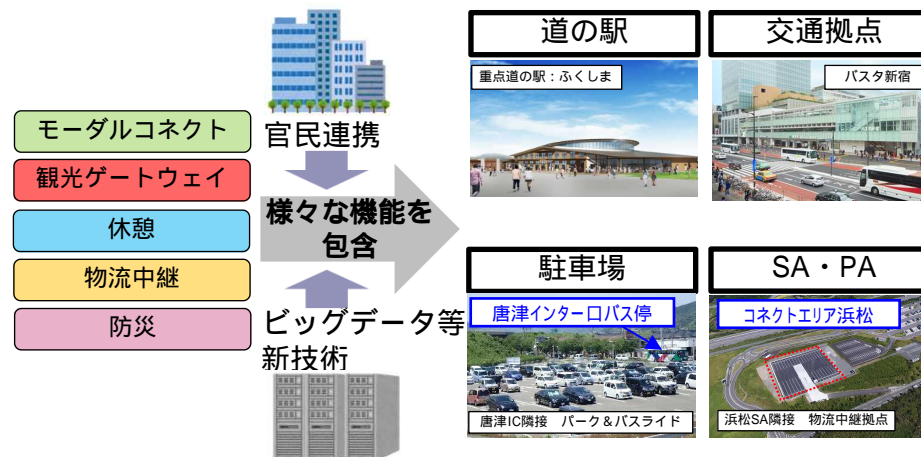 モーダルコネクト
観光ゲートウェイ
休憩
物流中継
防災
官民連携
様々な機能を
包含
ビッグデータ等
新技術
道の駅
重点道の駅：ふくしま
交通拠点
バスタ新宿
駐車場
唐津インター口バス停
唐津IC隣接　パーク＆バスライド
SA・PA
コネクトエリア浜松
浜松SA隣接　物流中継拠点